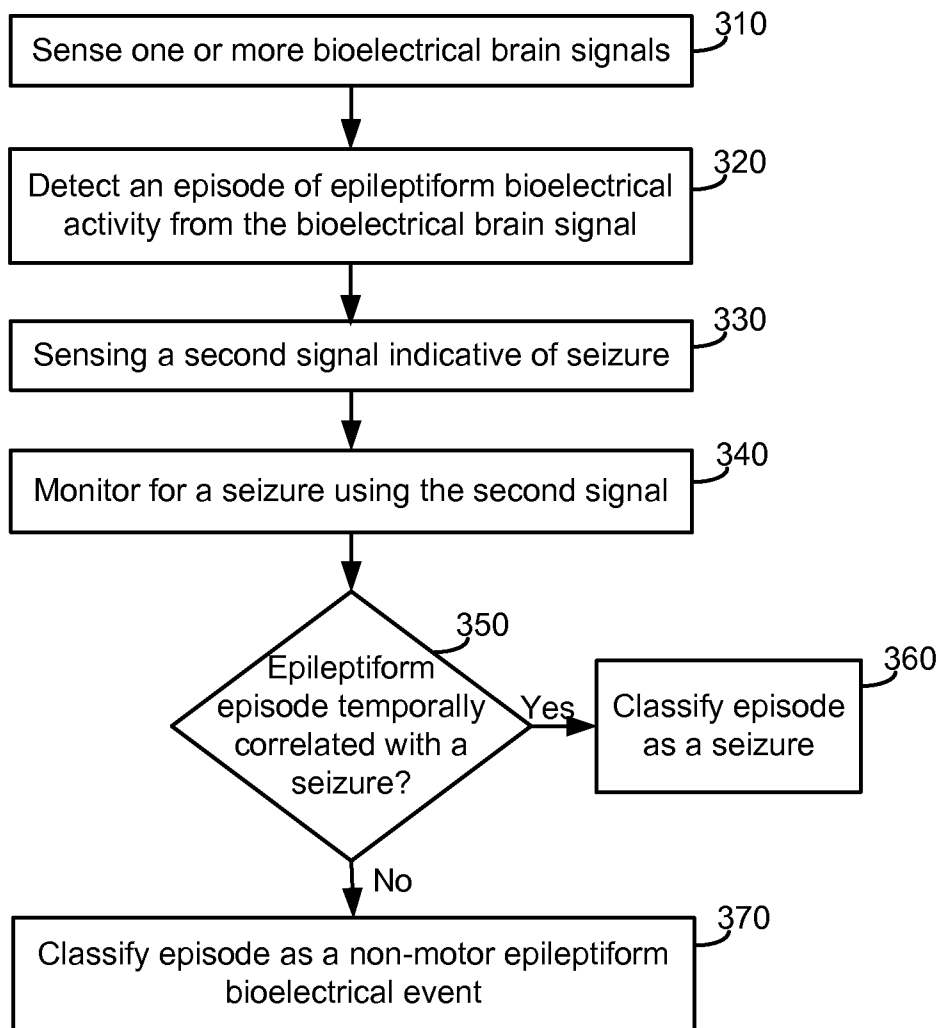 310
Sense one or more bioelectrical brain signals
320
Detect an episode of epileptiform bioelectrical
activity from the bioelectrical brain signal
330
Sensing a second signal indicative of seizure
340
Monitor for a seizure using the second signal
350
Epileptiform
episode temporally
correlated with a
seizure?
Yes
360
Classify episode
as a seizure
No
370
Classify episode as a non-motor epileptiform
bioelectrical event